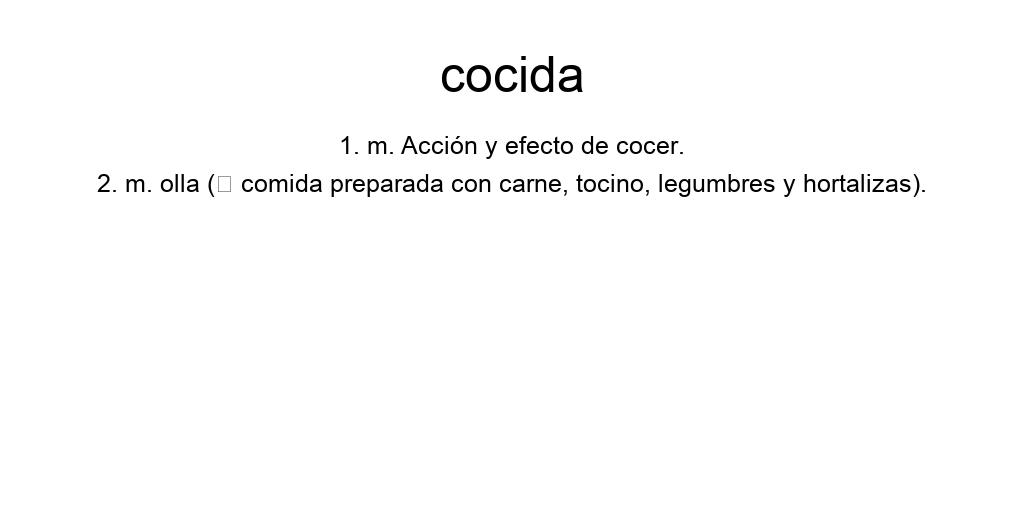 cocida
1. m. Acción y efecto de cocer.
2. m. olla (□ comida preparada con carne, tocino, legumbres y hortalizas).